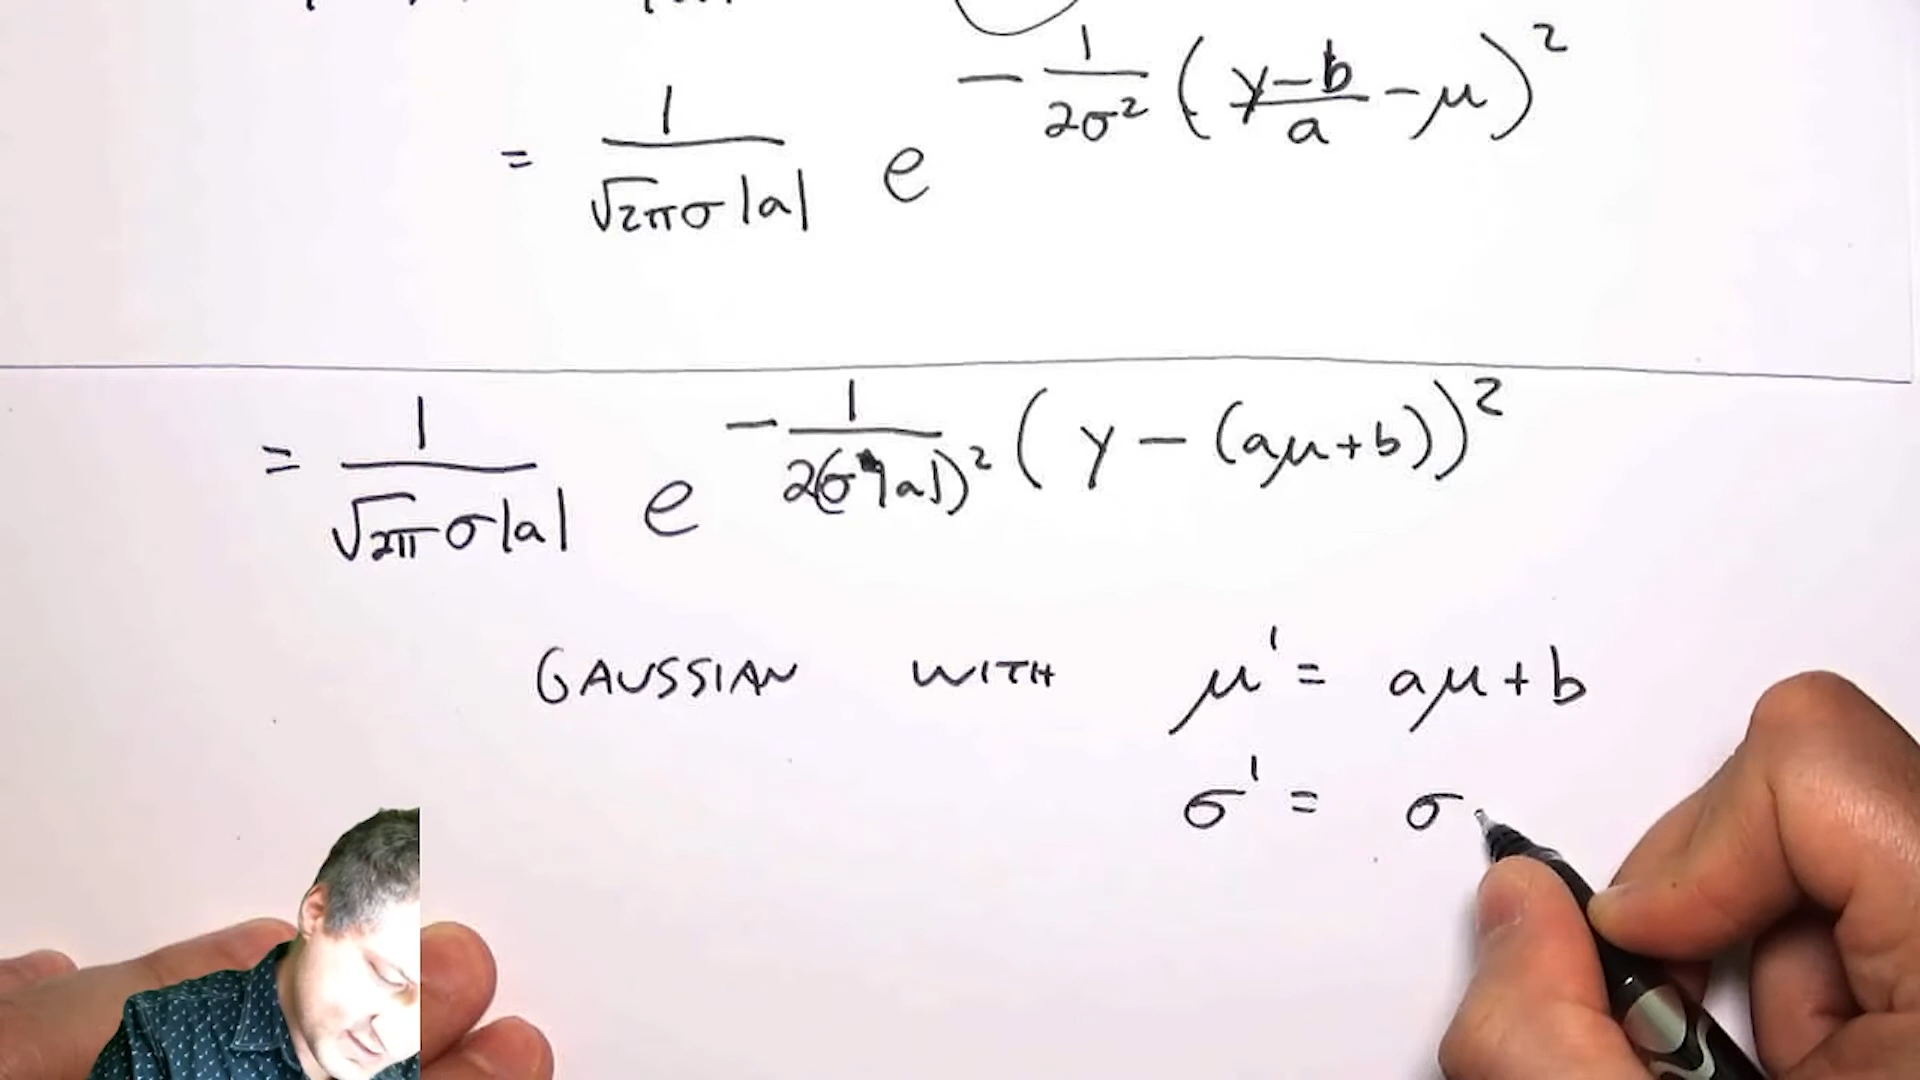 = 1/(√2π σ |a|) e^(- 1/(2σ²) ((y-b)/a - μ)²)
= 1/(√2π σ|a|) e^(- 1/(2(σ|a|)²) (y - (aμ+b))²)
GAUSSIAN WITH μ' = aμ + b
σ' = σ